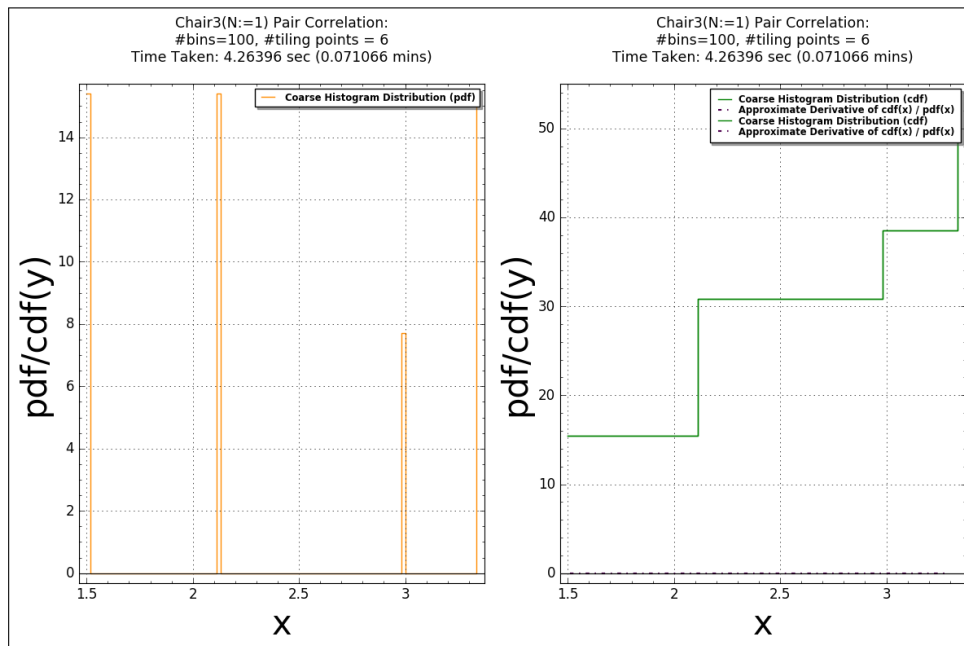 Chair3(N:=1) Pair Correlation:
#bins=100, #tiling points = 6
Time Taken: 4.26396 sec (0.071066 mins)
Coarse Histogram Distribution (pdf)
14
12
10
8
6
4
2
0
1.5
2
2.5
3
pdf/cdf(y)
x
Chair3(N:=1) Pair Correlation:
#bins=100, #tiling points = 6
Time Taken: 4.26396 sec (0.071066 mins)
Coarse Histogram Distribution (cdf)
Approximate Derivative of cdf(x) / pdf(x)
Coarse Histogram Distribution (cdf)
Approximate Derivative of cdf(x) / pdf(x)
50
40
30
20
10
0
1.5
2
2.5
3
pdf/cdf(y)
x